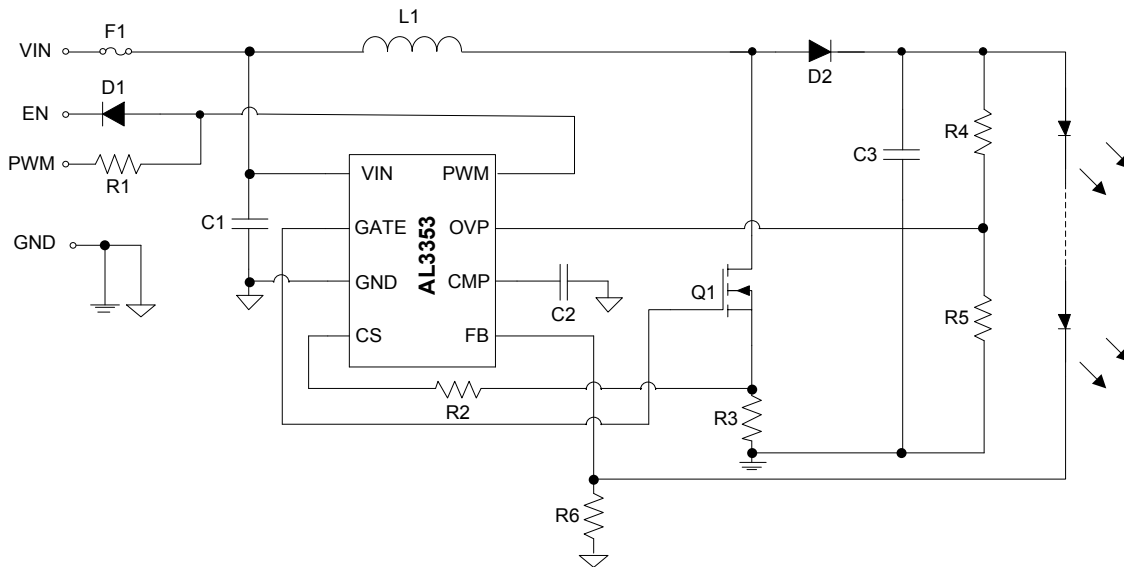 F1
L1
VIN
D2
D1
EN
R4
C3
PWM
R1
VIN
PWM
C1
GATE
OVP
GND
AL3353
GND
CMP
Q1
C2
R5
CS
FB
R2
R3
R6